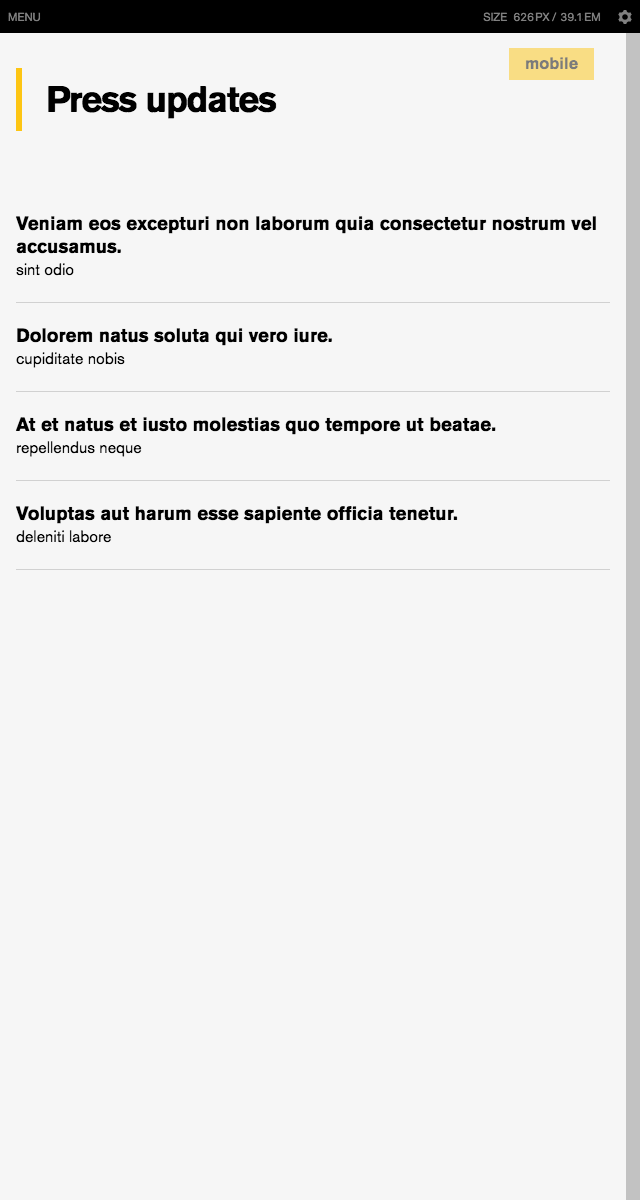 MENU
SIZE 626PX / 39.1EM
mobile
Press updates
Veniam eos excepturi non laborum quia consectetur nostrum vel
accusamus.
sint odio
Dolorem natus soluta qui vero iure.
cupiditate nobis
At et natus et iusto molestias quo tempore ut beatae.
repellendus neque
Voluptas aut harum esse sapiente officia tenetur.
deleniti labore